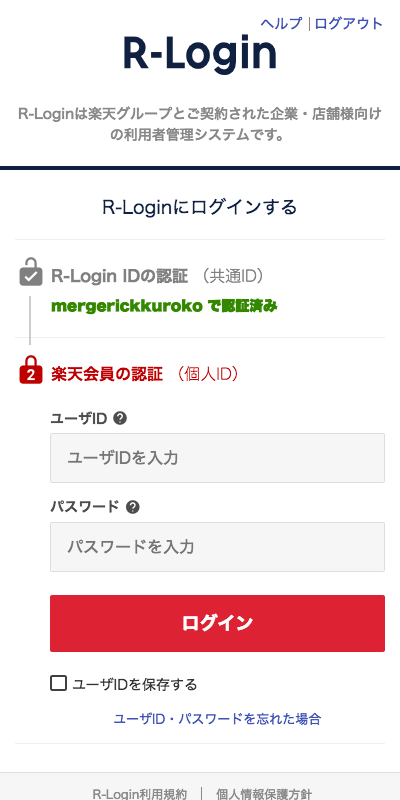 ヘルプ | ログアウト
R-Login
R-Loginは楽天グループとご契約された企業・店舗様向け
の利用者管理システムです。
R-Loginにログインする
R-Login IDの認証 （共通ID）
mergerickkuroko で認証済み
2 楽天会員の認証 （個人ID）
ユーザID ?
ユーザIDを入力
パスワード ?
パスワードを入力
ログイン
ユーザIDを保存する
ユーザID・パスワードを忘れた場合
R-Login利用規約 | 個人情報保護方針